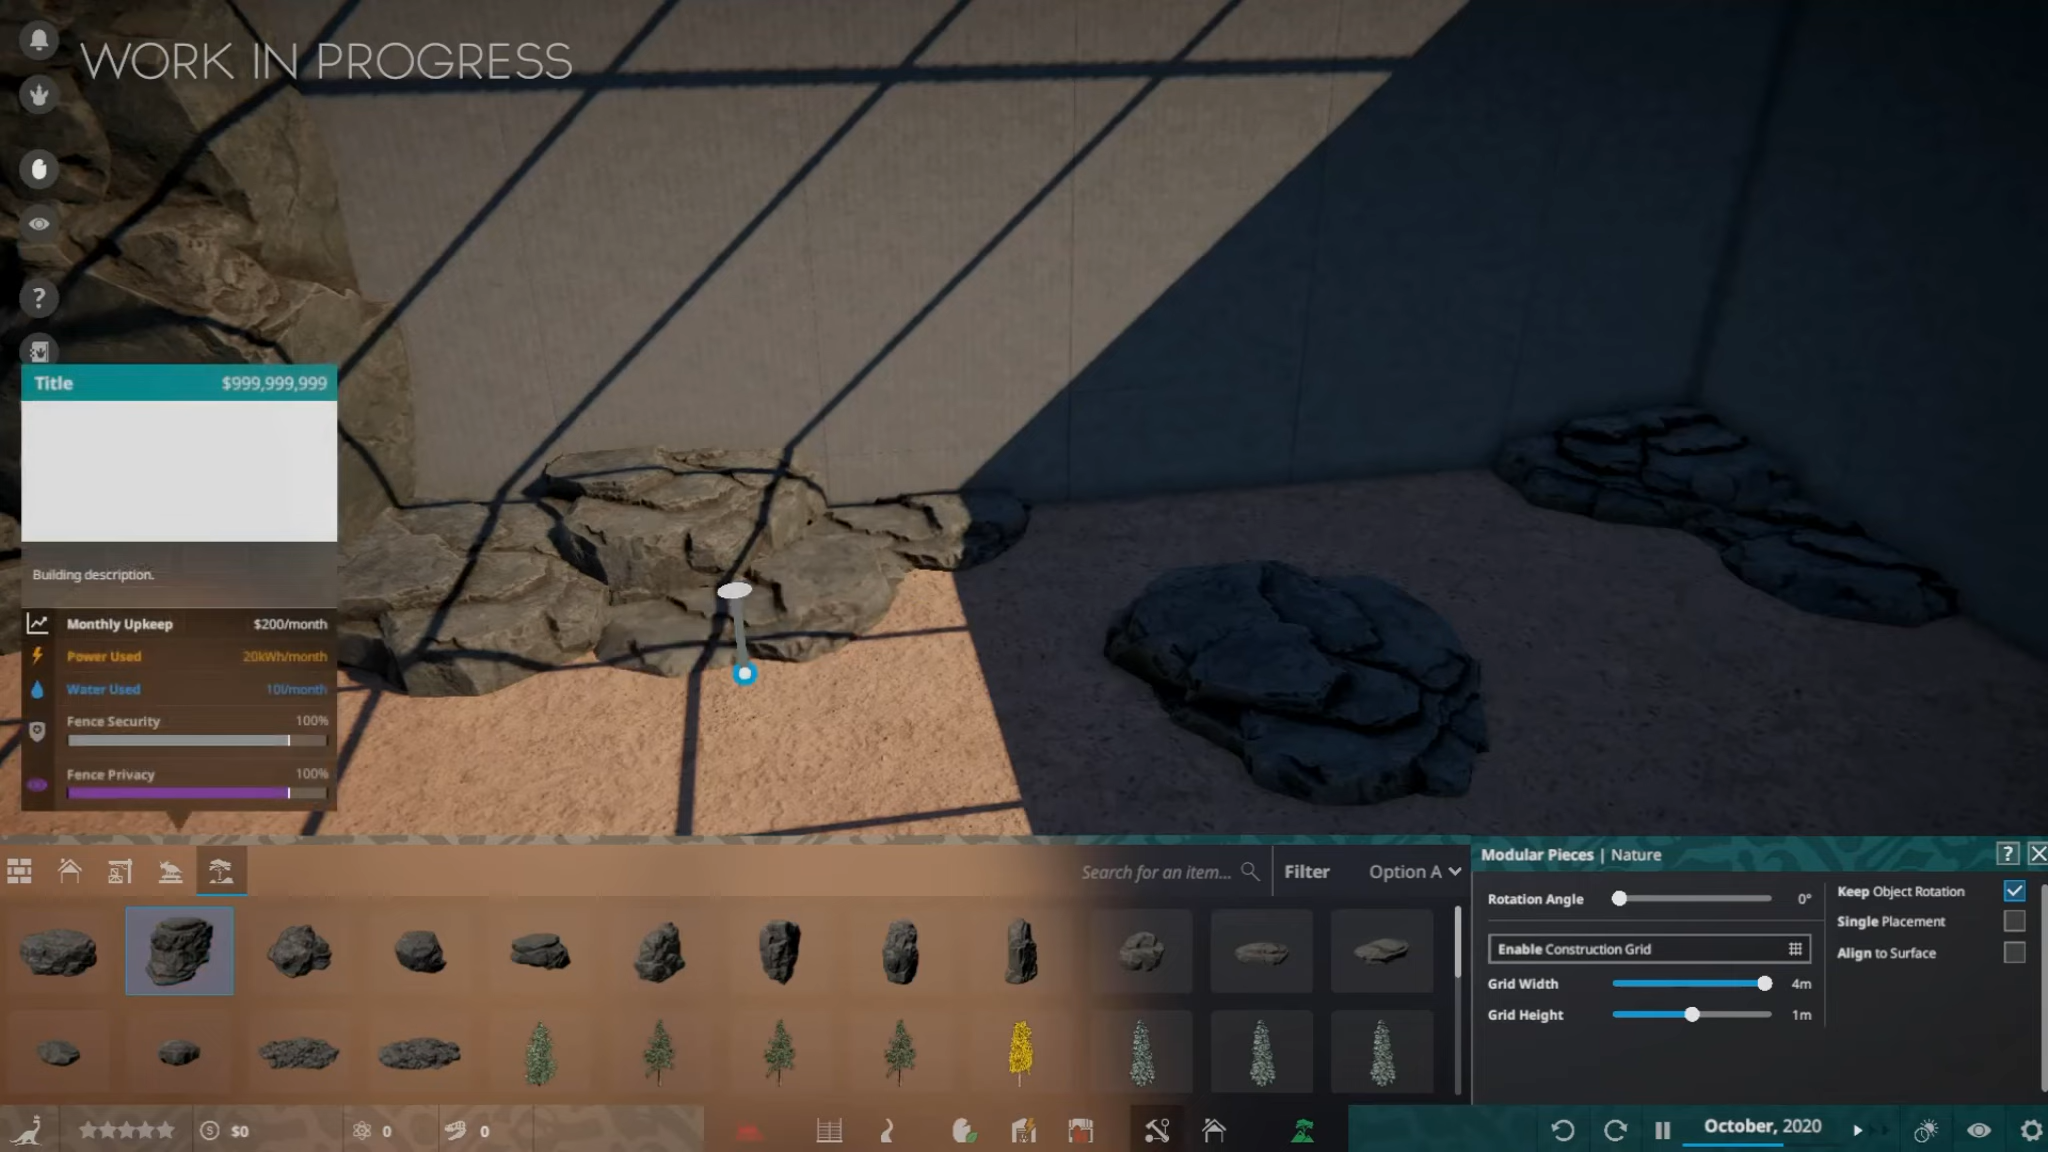 WORK IN PROGRESS
?
Title $999,999,999
Building description.
Monthly Upkeep $200/month
Power Used 20kWh/month
Water Used 10l/month
Fence Security 100%
Fence Privacy 100%
Search for an item... Filter Option A
Modular Pieces | Nature ?
Rotation Angle 0°
Keep Object Rotation
Single Placement
Enable Construction Grid
Align to Surface
Grid Width 4m
Grid Height 1m
$0 0 0
October, 2020